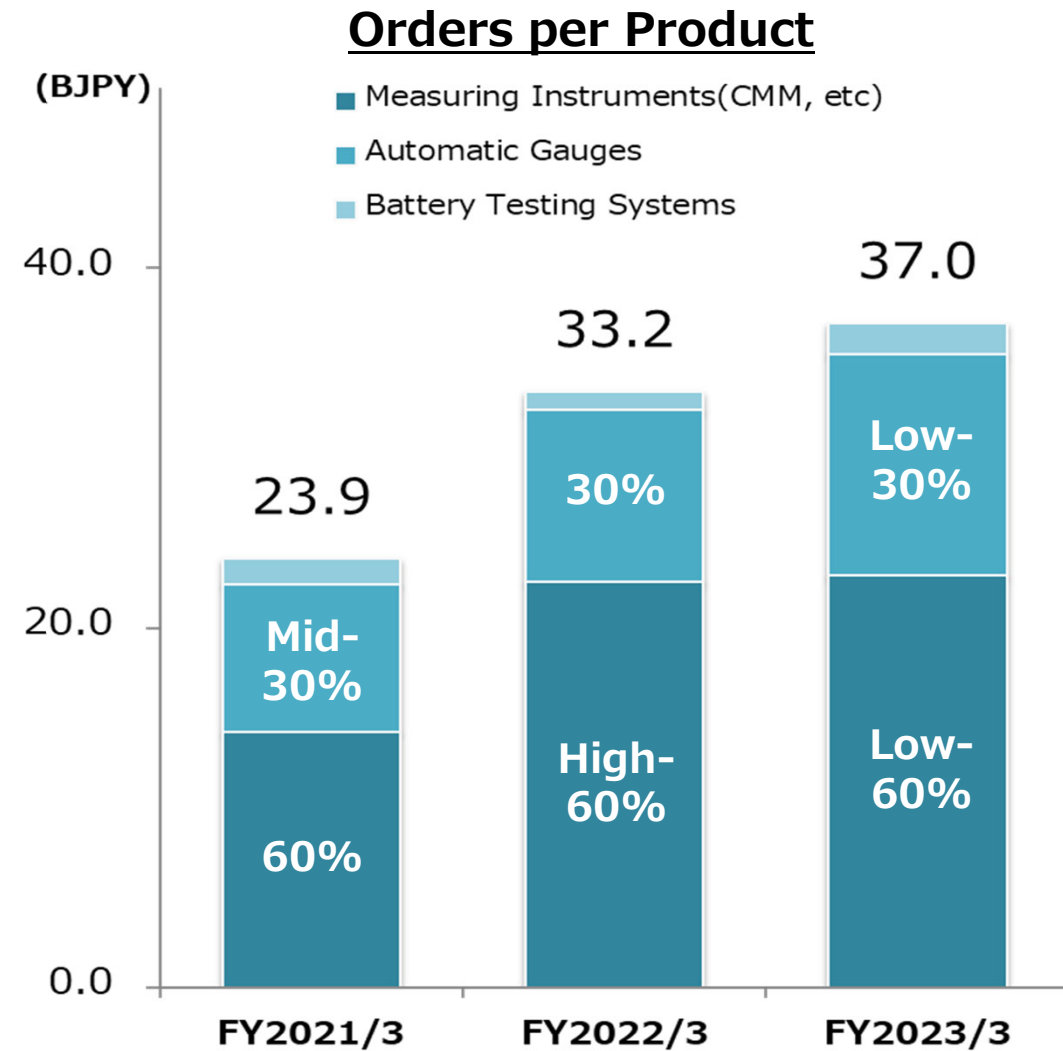 Orders per Product
(BJPY)
Measuring Instruments(CMM, etc)
Automatic Gauges
Battery Testing Systems
40.0
20.0
0.0
23.9
33.2
37.0
Mid-
30%
60%
30%
High-
60%
Low-
30%
Low-
60%
FY2021/3
FY2022/3
FY2023/3